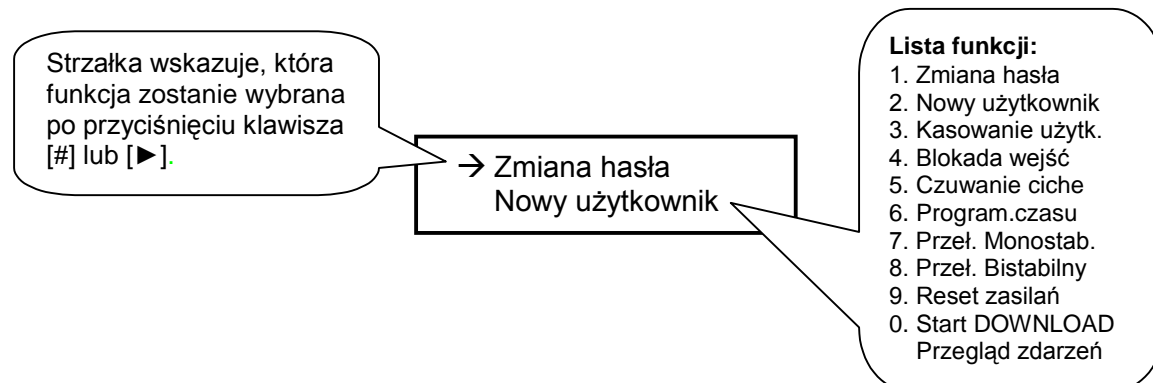 Strzałka wskazuje, która
funkcja zostanie wybrana
po przyciśnięciu klawisza
[#] lub [►].
→ Zmiana hasła
Nowy użytkownik
Lista funkcji:
1. Zmiana hasła
2. Nowy użytkownik
3. Kasowanie użytk.
4. Blokada wejść
5. Czuwanie ciche
6. Program.czasu
7. Przeł. Monostab.
8. Przeł. Bistabilny
9. Reset zasilań
0. Start DOWNLOAD
Przegląd zdarzeń